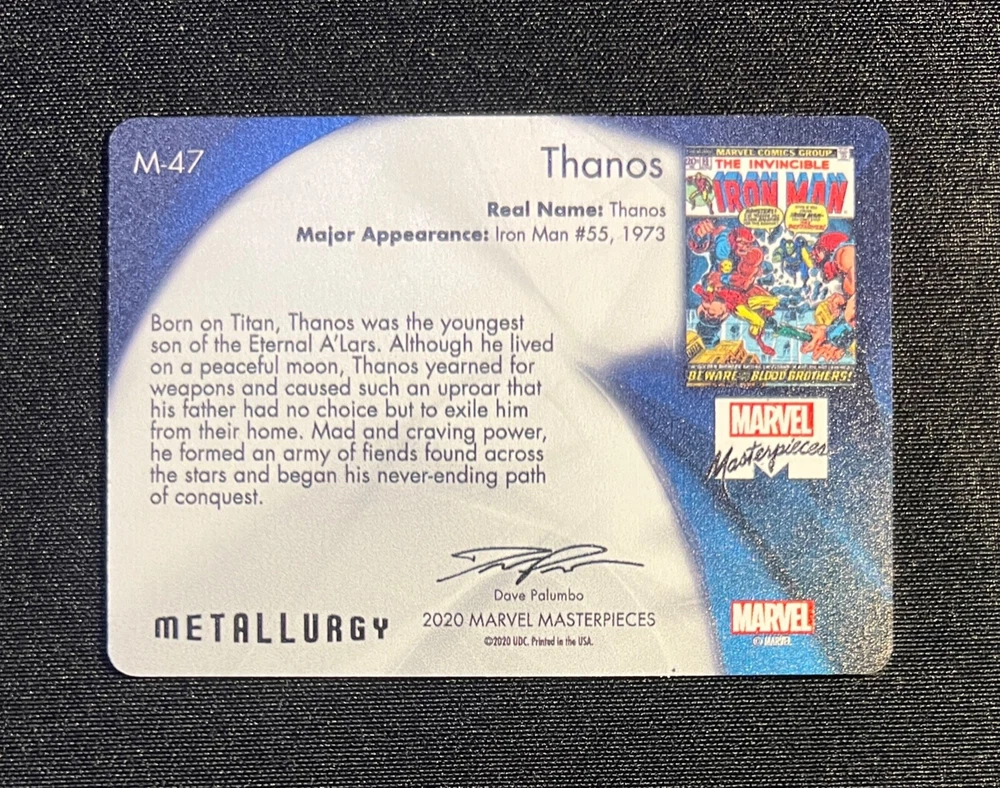 M-47
Thanos
Real Name: Thanos
Major Appearance: Iron Man #55, 1973
MARVEL COMICS GROUP
THE INVINCIBLE
IRON MAN
BEWARE BLOOD BROTHERS!
Born on Titan, Thanos was the youngest
son of the Eternal A'Lars. Although he lived
on a peaceful moon, Thanos yearned for
weapons and caused such an uproar that
his father had no choice but to exile him
from their home. Mad and craving power,
he formed an army of fiends found across
the stars and began his never-ending path
of conquest.
MARVEL
Masterpieces
Dave Palumbo
METALLURGY
2020 MARVEL MASTERPIECES
©2020 UDC. Printed in the USA.
MARVEL
© MARVEL